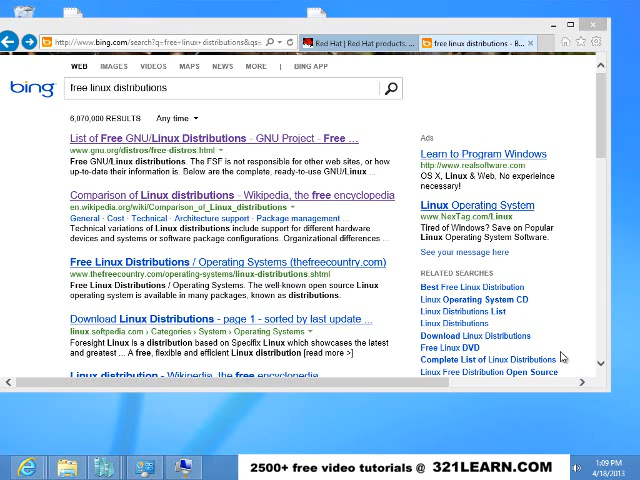 http://www.bing.com/search?q=free+linux+distributions&qs=
Red Hat | Red Hat products, ...
free linux distributions - B...
WEB IMAGES VIDEOS MAPS NEWS MORE | BING APP
bing
free linux distributions
6,070,000 RESULTS Any time
List of Free GNU/Linux Distributions - GNU Project - Free ...
www.gnu.org/distros/free-distros.html
Free GNU/Linux distributions. The FSF is not responsible for other web sites, or how
up-to-date their information is. Below are the complete, ready-to-use GNU/Linux ...
Comparison of Linux distributions - Wikipedia, the free encyclopedia
en.wikipedia.org/wiki/Comparison_of_Linux_distributions
General · Cost · Technical · Architecture support · Package management ...
Technical variations of Linux distributions include support for different hardware
devices and systems or software package configurations. Organizational differences ...
Free Linux Distributions / Operating Systems (thefreecountry.com)
www.thefreecountry.com/operating-systems/linux-distributions.shtml
Free Linux Distributions / Operating Systems. The well-known open source Linux
operating system is available in many packages, known as distributions.
Download Linux Distributions - page 1 - sorted by last update ...
linux.softpedia.com › Categories › System › Operating Systems
Foresight Linux is a distribution based on Specifix Linux which showcases the latest
and greatest ... A free, flexible and efficient Linux distribution [read more >]
Linux distribution - Wikipedia, the free encyclopedia
Ads
Learn to Program Windows
http://www.realsoftware.com
OS X, Linux & Web, No experience
necessary!
Linux Operating System
www.NexTag.com/Linux
Tired of Windows? Save on Popular
Linux Operating System Software.
See your message here
RELATED SEARCHES
Best Free Linux Distribution
Linux Operating System CD
Linux Distributions List
Linux Distributions
Download Linux Distributions
Free Linux DVD
Complete List of Linux Distributions
Linux Free Distribution Open Source
2500+ free video tutorials @ 321LEARN.COM
1:09 PM
4/18/2013